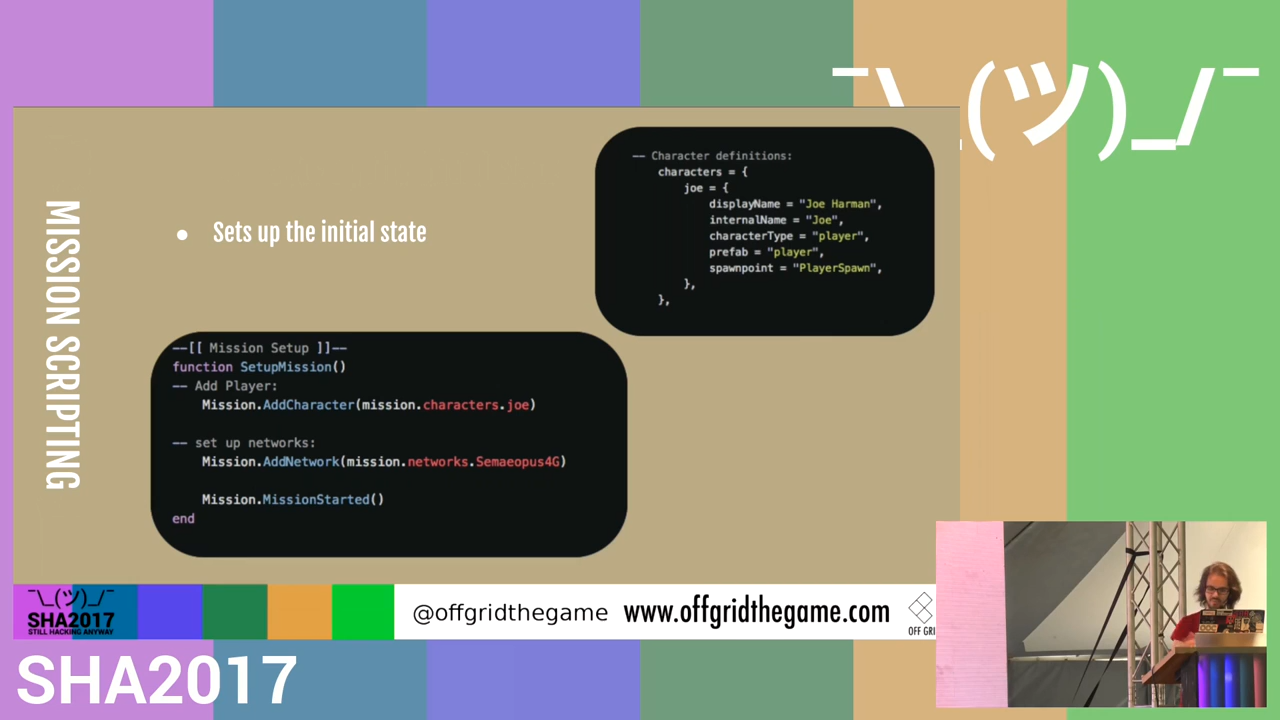 ¯\_(ツ)_/¯
MISSION SCRIPTING
● Sets up the initial state
-- Character definitions:
characters = {
joe = {
displayName = "Joe Harman",
internalName = "Joe",
characterType = "player",
prefab = "player",
spawnpoint = "PlayerSpawn",
},
},
--[[ Mission Setup ]]--
function SetupMission()
-- Add Player:
Mission.AddCharacter(mission.characters.joe)
-- set up networks:
Mission.AddNetwork(mission.networks.Semaeopus4G)
Mission.MissionStarted()
end
¯\_(ツ)_/¯
SHA2017
STILL HACKING ANYWAY
@offgridthegame www.offgridthegame.com
OFF GRI
SHA2017